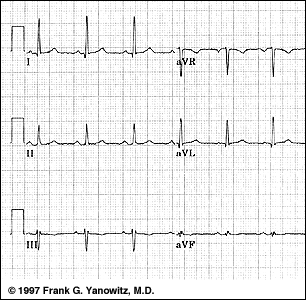 I aVR
II aVL
III aVF
© 1997 Frank G. Yanowitz, M.D.